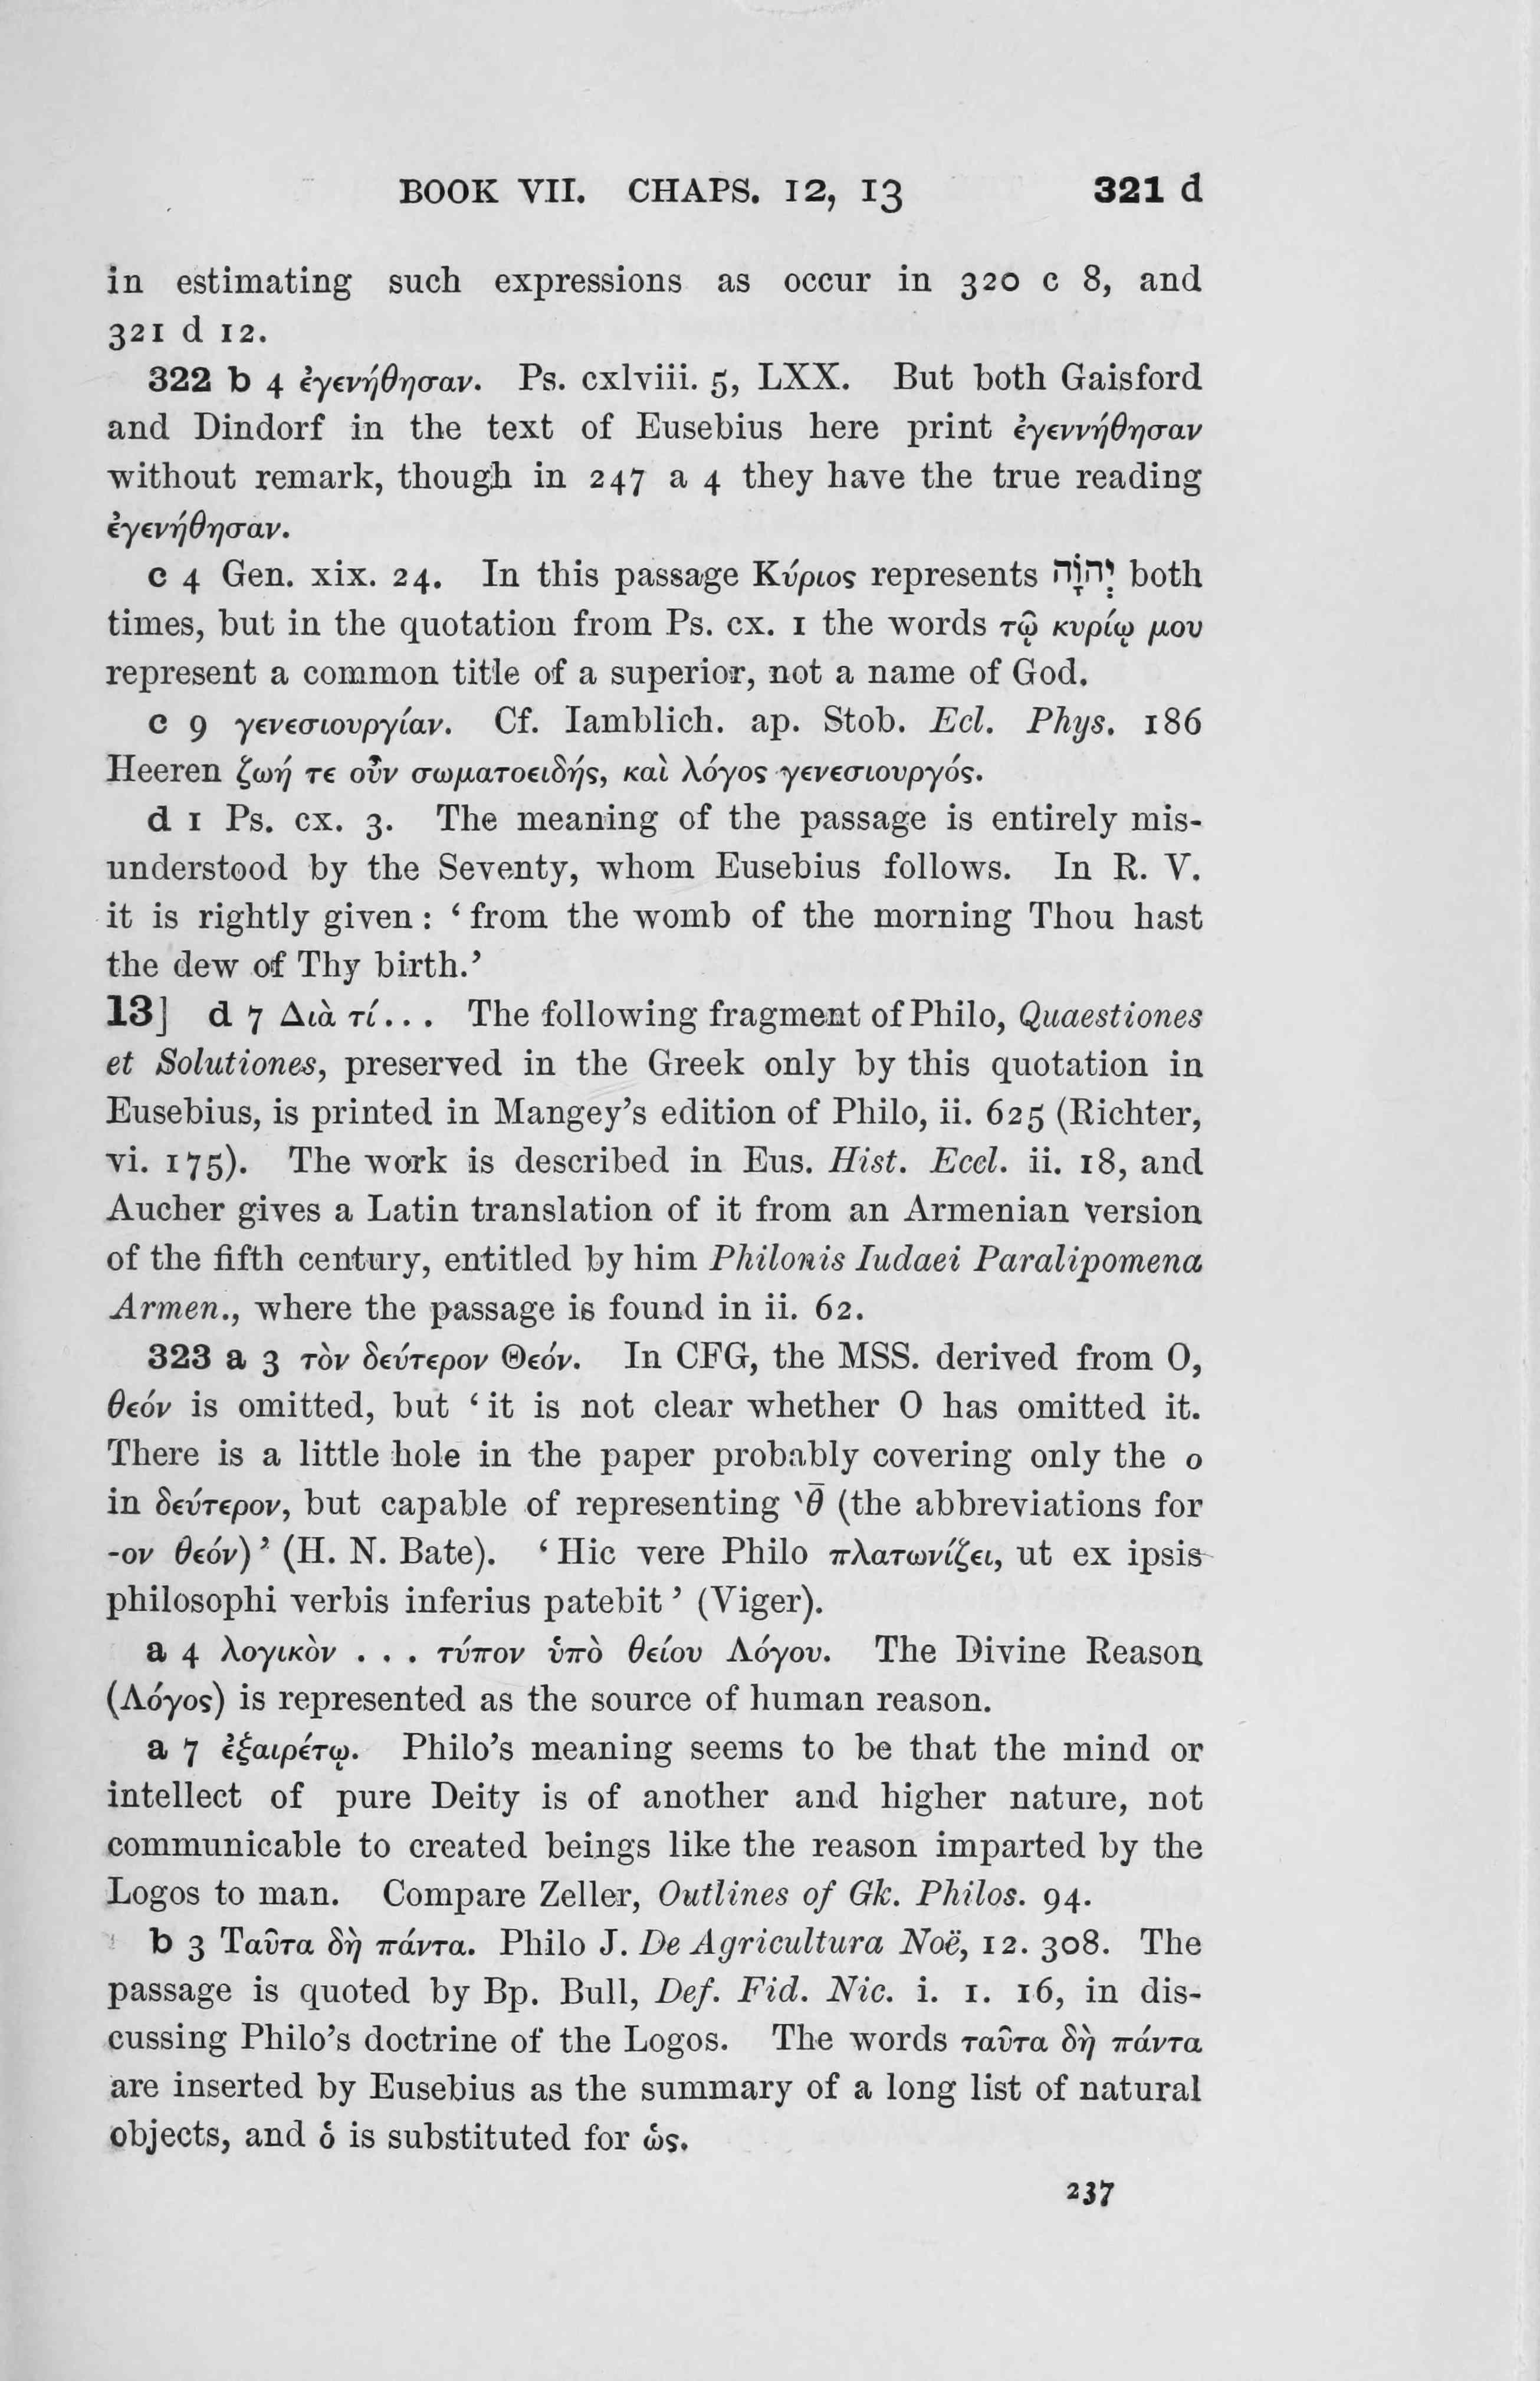 BOOK VII. CHAPS. 12, 13 321 d
in estimating such expressions as occur in 320 c 8, and
321 d 12.
322 b 4 ἐγενήθησαν. Ps. cxlviii. 5, LXX. But both Gaisford
and Dindorf in the text of Eusebius here print ἐγεννήθησαν
without remark, though in 247 a 4 they have the true reading
ἐγενήθησαν.
c 4 Gen. xix. 24. In this passage Κύριος represents יְהוָֹה both
times, but in the quotation from Ps. cx. 1 the words τῷ κυρίῳ μου
represent a common title of a superior, not a name of God.
c 9 γενεσιουργίαν. Cf. Iamblich. ap. Stob. Ecl. Phys. 186
Heeren ζωή τε οὖν σωματοειδής, καὶ λόγος γενεσιουργός.
d 1 Ps. cx. 3. The meaning of the passage is entirely mis-
understood by the Seventy, whom Eusebius follows. In R. V.
it is rightly given: ‘from the womb of the morning Thou hast
the dew of Thy birth.’
13] d 7 Διὰ τί... The following fragment of Philo, Quaestiones
et Solutiones, preserved in the Greek only by this quotation in
Eusebius, is printed in Mangey’s edition of Philo, ii. 625 (Richter,
vi. 175). The work is described in Eus. Hist. Eccl. ii. 18, and
Aucher gives a Latin translation of it from an Armenian version
of the fifth century, entitled by him Philonis Iudaei Paralipomena
Armen., where the passage is found in ii. 62.
323 a 3 τὸν δεύτερον Θεόν. In CFG, the MSS. derived from O,
θεόν is omitted, but ‘it is not clear whether O has omitted it.
There is a little hole in the paper probably covering only the o
in δεύτερον, but capable of representing `θ̄ (the abbreviations for
-ον θεόν)’ (H. N. Bate). ‘Hic vere Philo πλατωνίζει, ut ex ipsis
philosophi verbis inferius patebit’ (Viger).
a 4 λογικὸν . . . τύπον ὑπὸ θείου Λόγου. The Divine Reason
(Λόγος) is represented as the source of human reason.
a 7 ἐξαιρέτῳ. Philo’s meaning seems to be that the mind or
intellect of pure Deity is of another and higher nature, not
communicable to created beings like the reason imparted by the
Logos to man. Compare Zeller, Outlines of Gk. Philos. 94.
b 3 Ταῦτα δὴ πάντα. Philo J. De Agricultura Noë, 12. 308. The
passage is quoted by Bp. Bull, Def. Fid. Nic. i. 1. 16, in dis-
cussing Philo’s doctrine of the Logos. The words ταῦτα δὴ πάντα
are inserted by Eusebius as the summary of a long list of natural
objects, and ὁ is substituted for ὡς.
237